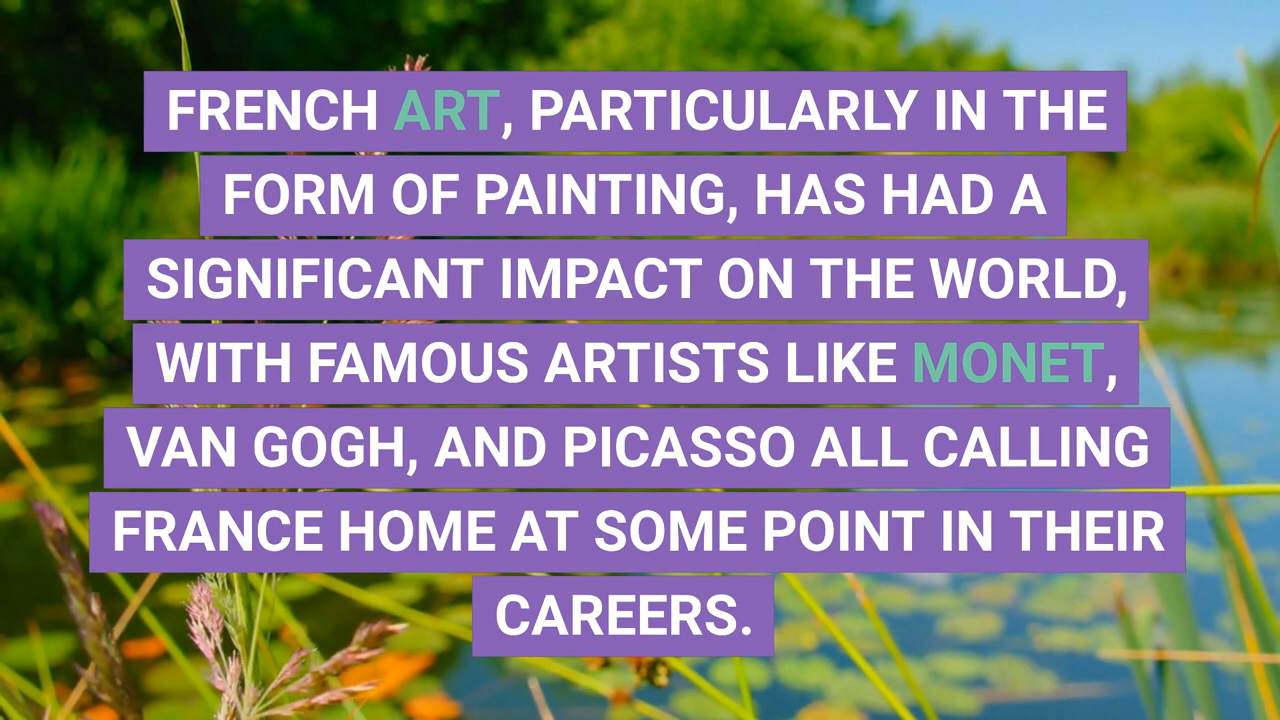 FRENCH ART, PARTICULARLY IN THE
FORM OF PAINTING, HAS HAD A
SIGNIFICANT IMPACT ON THE WORLD,
WITH FAMOUS ARTISTS LIKE MONET,
VAN GOGH, AND PICASSO ALL CALLING
FRANCE HOME AT SOME POINT IN THEIR
CAREERS.